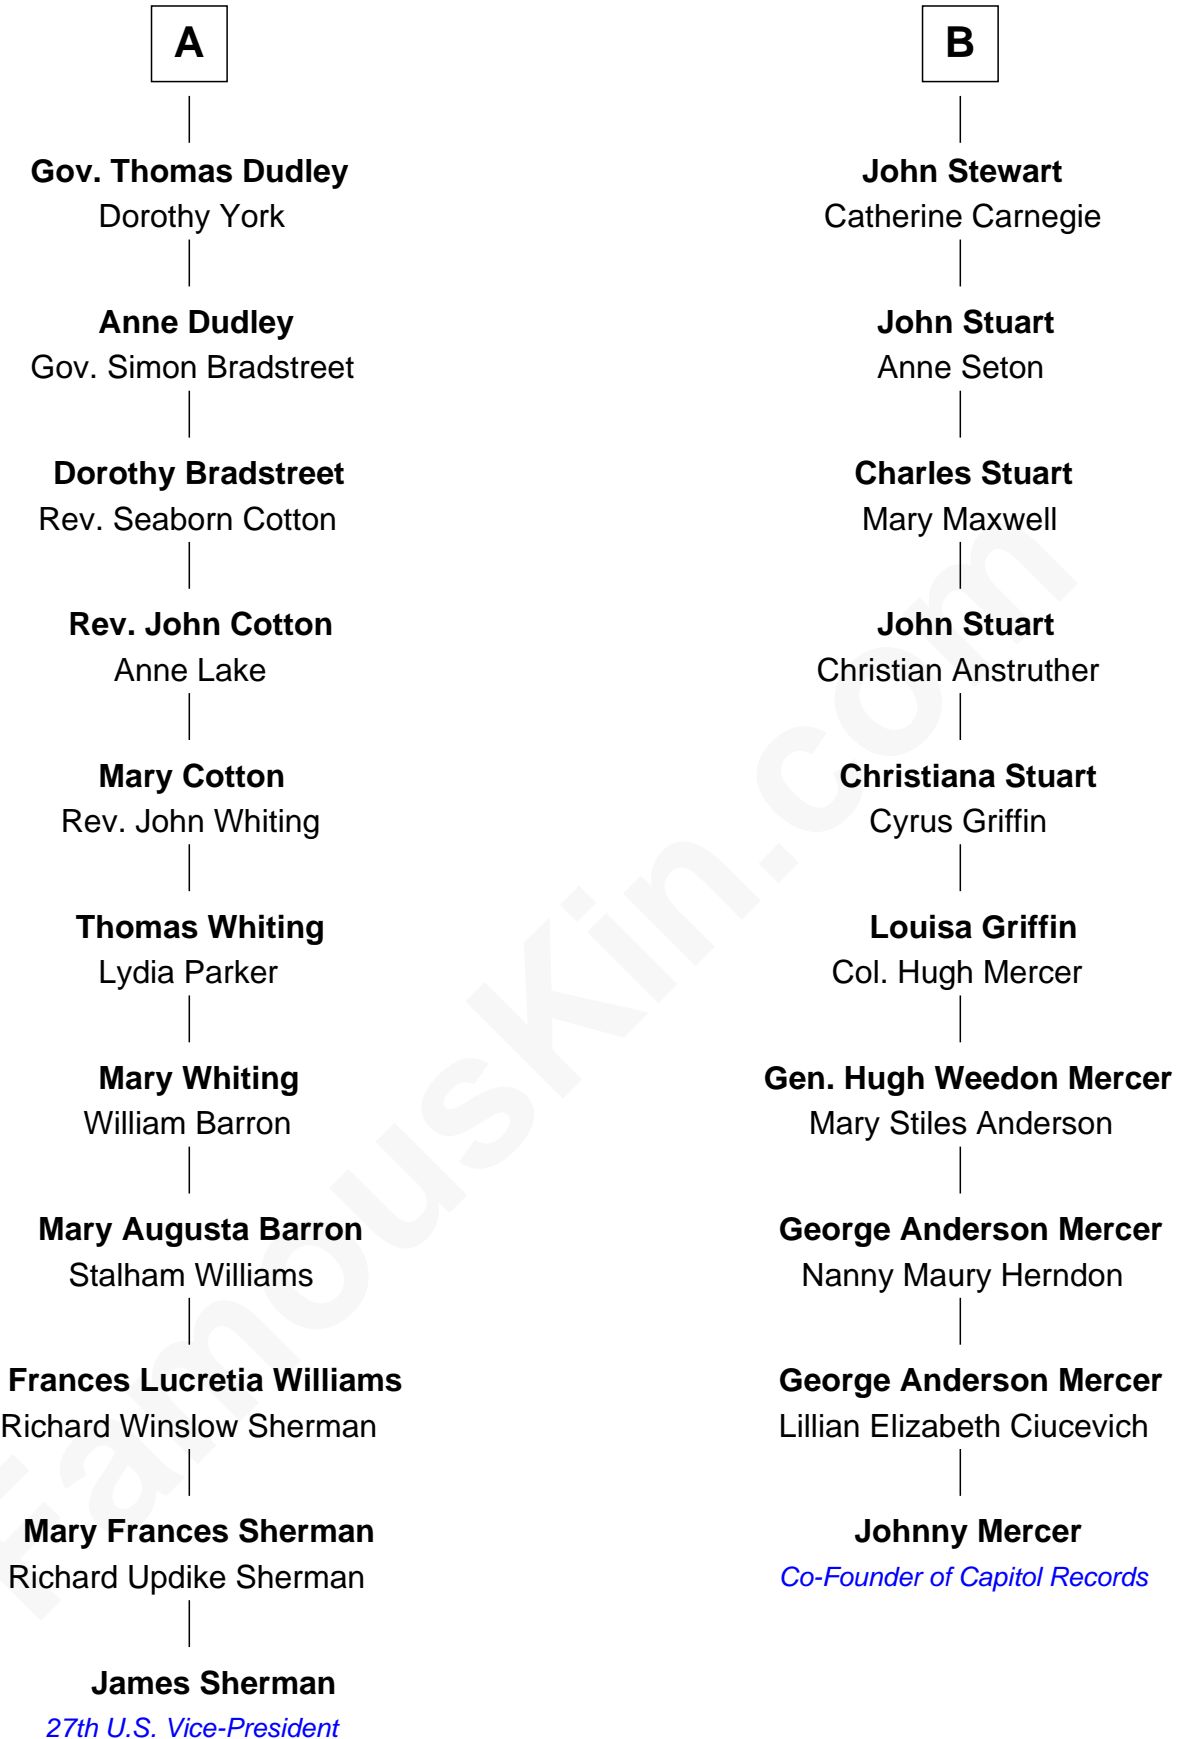 A
Gov. Thomas Dudley
Dorothy York
Anne Dudley
Gov. Simon Bradstreet
Dorothy Bradstreet
Rev. Seaborn Cotton
Rev. John Cotton
Anne Lake
Mary Cotton
Rev. John Whiting
Thomas Whiting
Lydia Parker
Mary Whiting
William Barron
Mary Augusta Barron
Stalham Williams
Frances Lucretia Williams
Richard Winslow Sherman
Mary Frances Sherman
Richard Updike Sherman
James Sherman
27th U.S. Vice-President
B
John Stewart
Catherine Carnegie
John Stuart
Anne Seton
Charles Stuart
Mary Maxwell
John Stuart
Christian Anstruther
Christiana Stuart
Cyrus Griffin
Louisa Griffin
Col. Hugh Mercer
Gen. Hugh Weedon Mercer
Mary Stiles Anderson
George Anderson Mercer
Nanny Maury Herndon
George Anderson Mercer
Lillian Elizabeth Ciucevich
Johnny Mercer
Co-Founder of Capitol Records
FamousKin.com